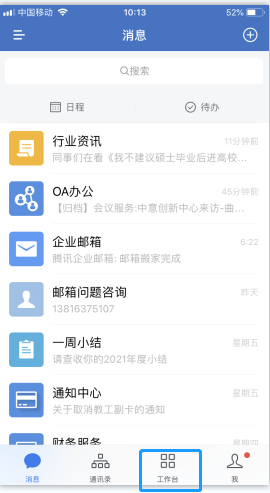 中国移动 10:13 52%
消息
搜索
日程 待办
行业资讯 11分钟前
同事们在看《我不建议硕士毕业后进高校...
OA办公 45分钟前
【归档】会议服务:中意创新中心来访-曲...
企业邮箱 6:22
腾讯企业邮箱: 邮箱搬家完成
邮箱问题咨询 昨天
13816375107
一周小结 星期五
请查收你的2021年度小结
通知中心 星期五
关于取消教工副卡的通知
财务服务 星期四
消息 通讯录 工作台 我